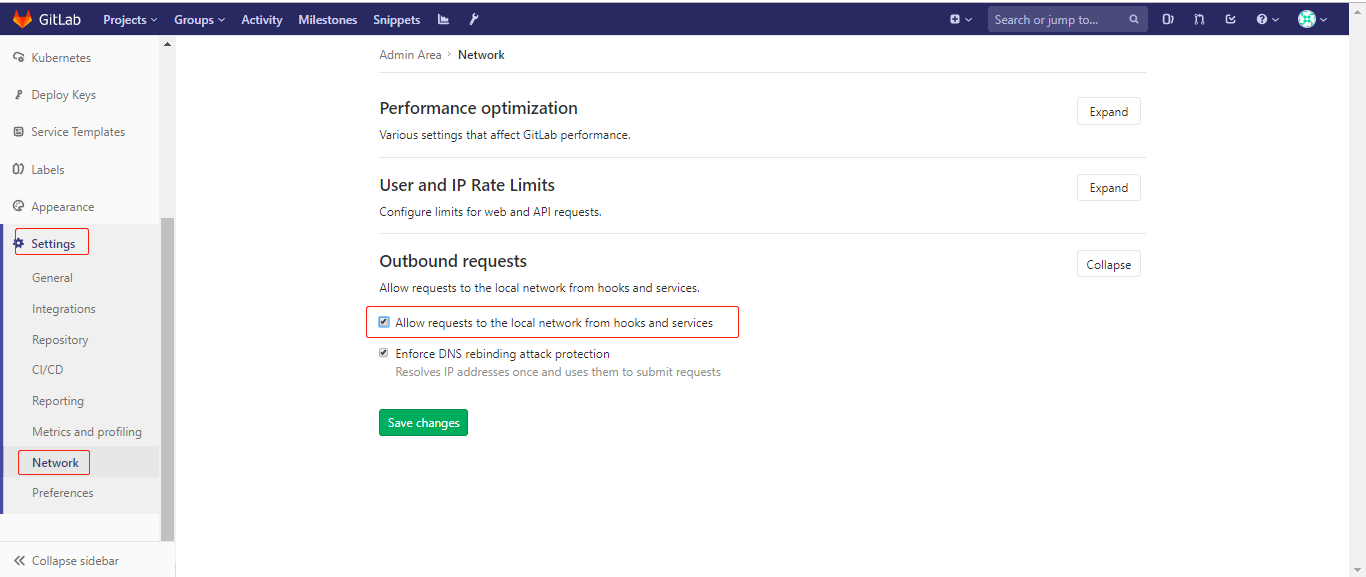 GitLab Projects Groups Activity Milestones Snippets Search or jump to...
Kubernetes
Deploy Keys
Service Templates
Labels
Appearance
Settings
General
Integrations
Repository
CI/CD
Reporting
Metrics and profiling
Network
Preferences
Collapse sidebar
Admin Area › Network
Performance optimization
Expand
Various settings that affect GitLab performance.
User and IP Rate Limits
Expand
Configure limits for web and API requests.
Outbound requests
Collapse
Allow requests to the local network from hooks and services.
Allow requests to the local network from hooks and services
Enforce DNS rebinding attack protection
Resolves IP addresses once and uses them to submit requests
Save changes